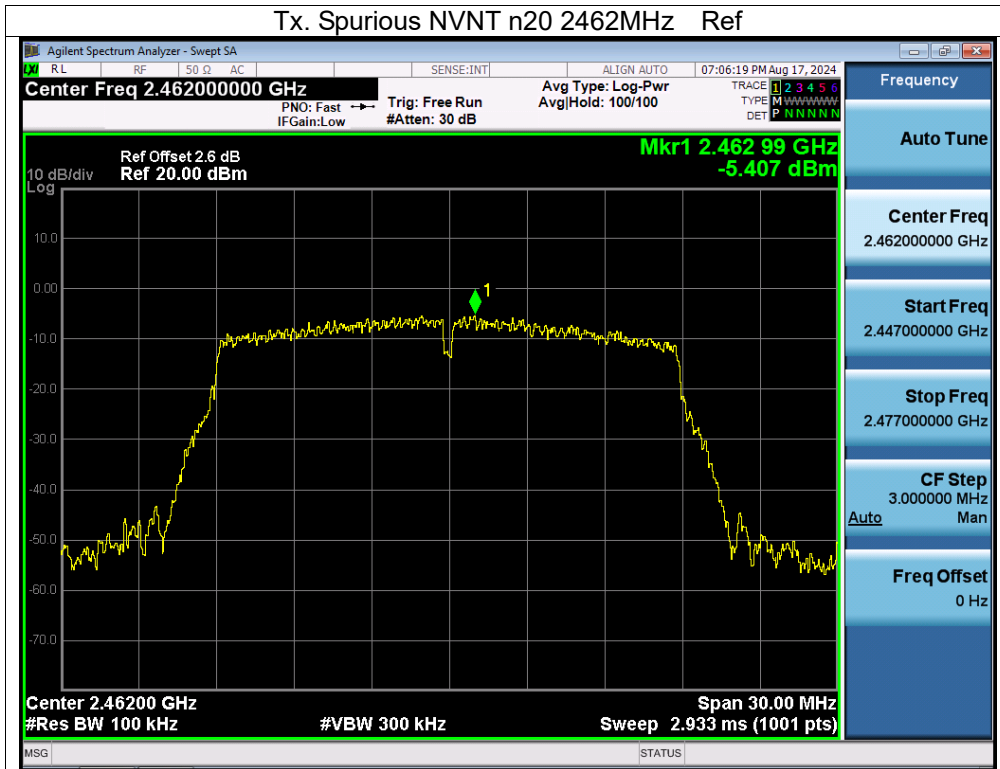 Tx. Spurious NVNT n20 2462MHz Ref
Agilent Spectrum Analyzer - Swept SA
LXI RL RF 50 Ω AC SENSE:INT ALIGN AUTO 07:06:19 PM Aug 17, 2024
Center Freq 2.462000000 GHz
PNO: Fast
IFGain:Low
Trig: Free Run
#Atten: 30 dB
Avg Type: Log-Pwr
Avg|Hold: 100/100
TRACE 1 2 3 4 5 6
TYPE M WWWWW
DET P N N N N N
Frequency
Auto Tune
Center Freq
2.462000000 GHz
Start Freq
2.447000000 GHz
Stop Freq
2.477000000 GHz
CF Step
3.000000 MHz
Auto Man
Freq Offset
0 Hz
Mkr1 2.462 99 GHz
-5.407 dBm
Ref Offset 2.6 dB
10 dB/div Ref 20.00 dBm
Log
10.0
0.00
1
-10.0
-20.0
-30.0
-40.0
-50.0
-60.0
-70.0
Center 2.46200 GHz Span 30.00 MHz
#Res BW 100 kHz #VBW 300 kHz Sweep 2.933 ms (1001 pts)
MSG STATUS